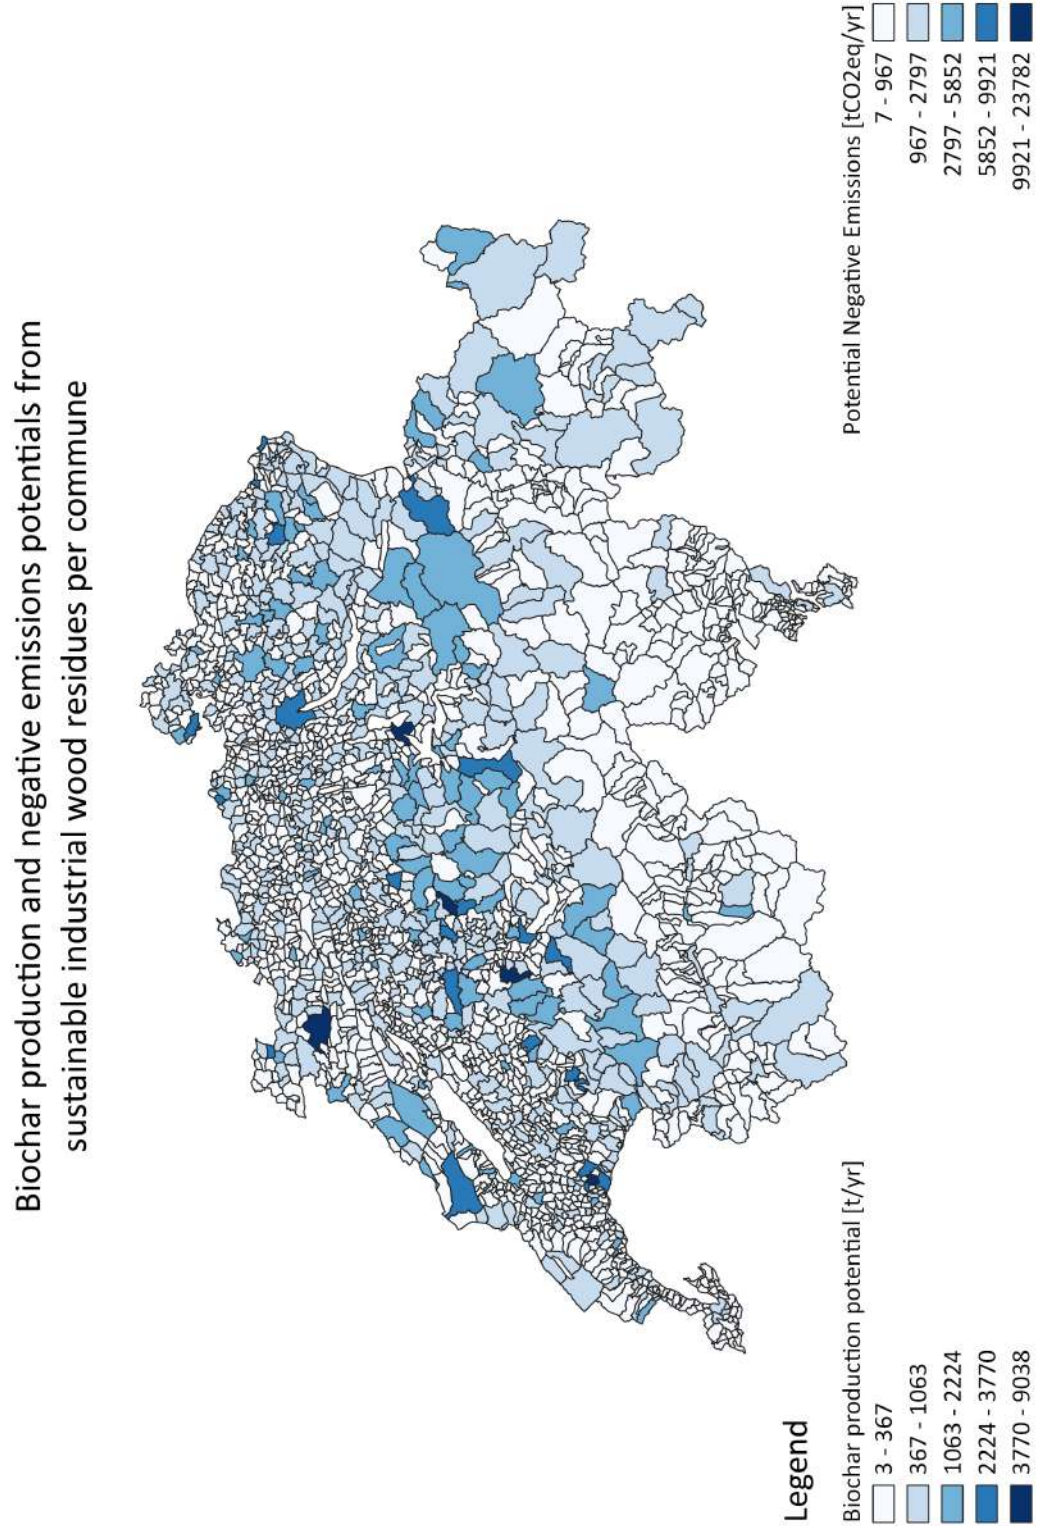 Biochar production and negative emissions potentials from
sustainable industrial wood residues per commune
Legend
Biochar production potential [t/yr]
3 - 367
367 - 1063
1063 - 2224
2224 - 3770
3770 - 9038
Potential Negative Emissions [tCO2eq/yr]
7 - 967
967 - 2797
2797 - 5852
5852 - 9921
9921 - 23782